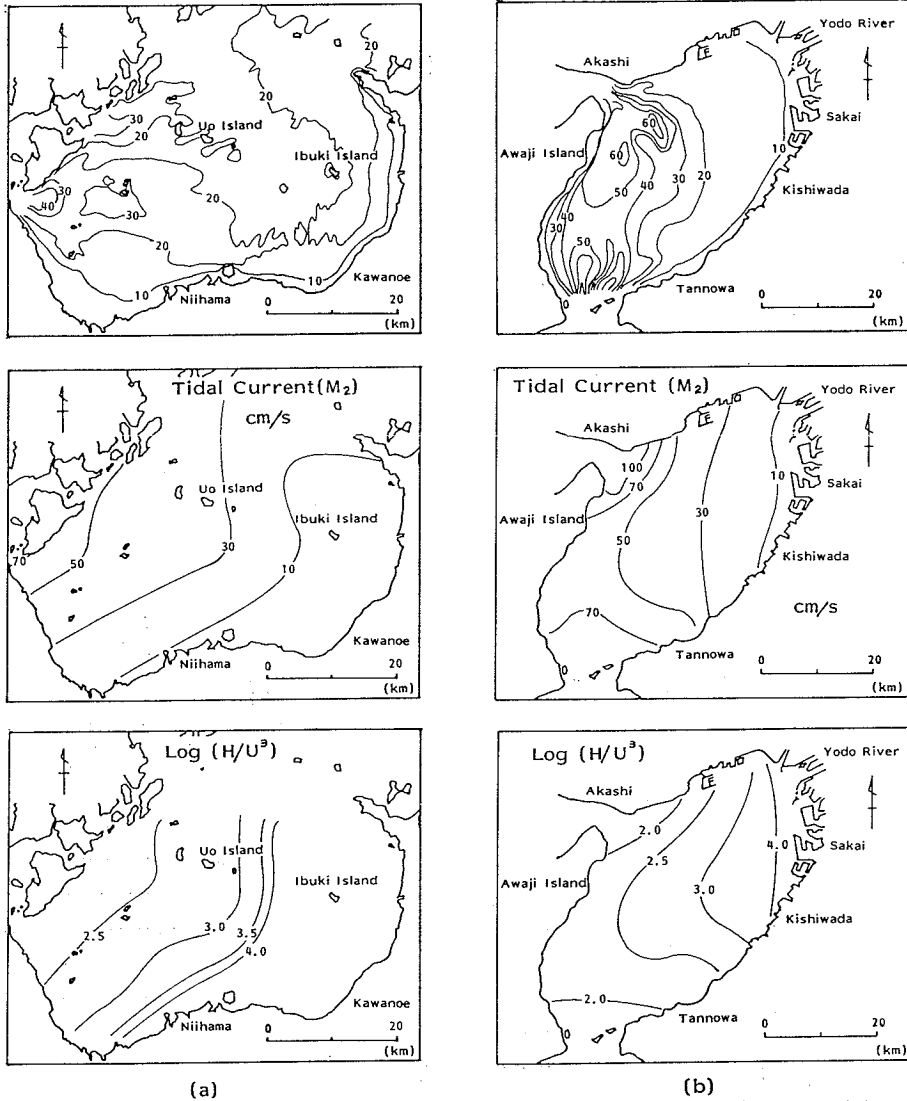 20
20
30
20
Uo Island
Ibuki Island
30
40
30
20
20
10
Niihama
Kawanoe
0 20
(km)
(a)
Yodo River
Akashi
Sakai
Awaji Island
60
60
50
40
30
20
10
Kishiwada
40
30
50
Tannowa
0 20
(km)
Tidal Current(M₂)
cm/s
Uo Island
Ibuki Island
70
50
30
10
Kawanoe
Niihama
0 20
(km)
Tidal Current (M₂)
Yodo River
Akashi
100
70
10
Sakai
Awaji Island
50
30
Kishiwada
70
cm/s
Tannowa
0 20
(km)
Log (H/U³)
Uo Island
Ibuki Island
2.5
3.0
3.5
4.0
Kawanoe
Niihama
0 20
(km)
Log (H/U³)
Yodo River
Akashi
2.0
2.5
4.0
Sakai
Awaji Island
3.0
Kishiwada
2.0
Tannowa
0 20
(km)
(b)